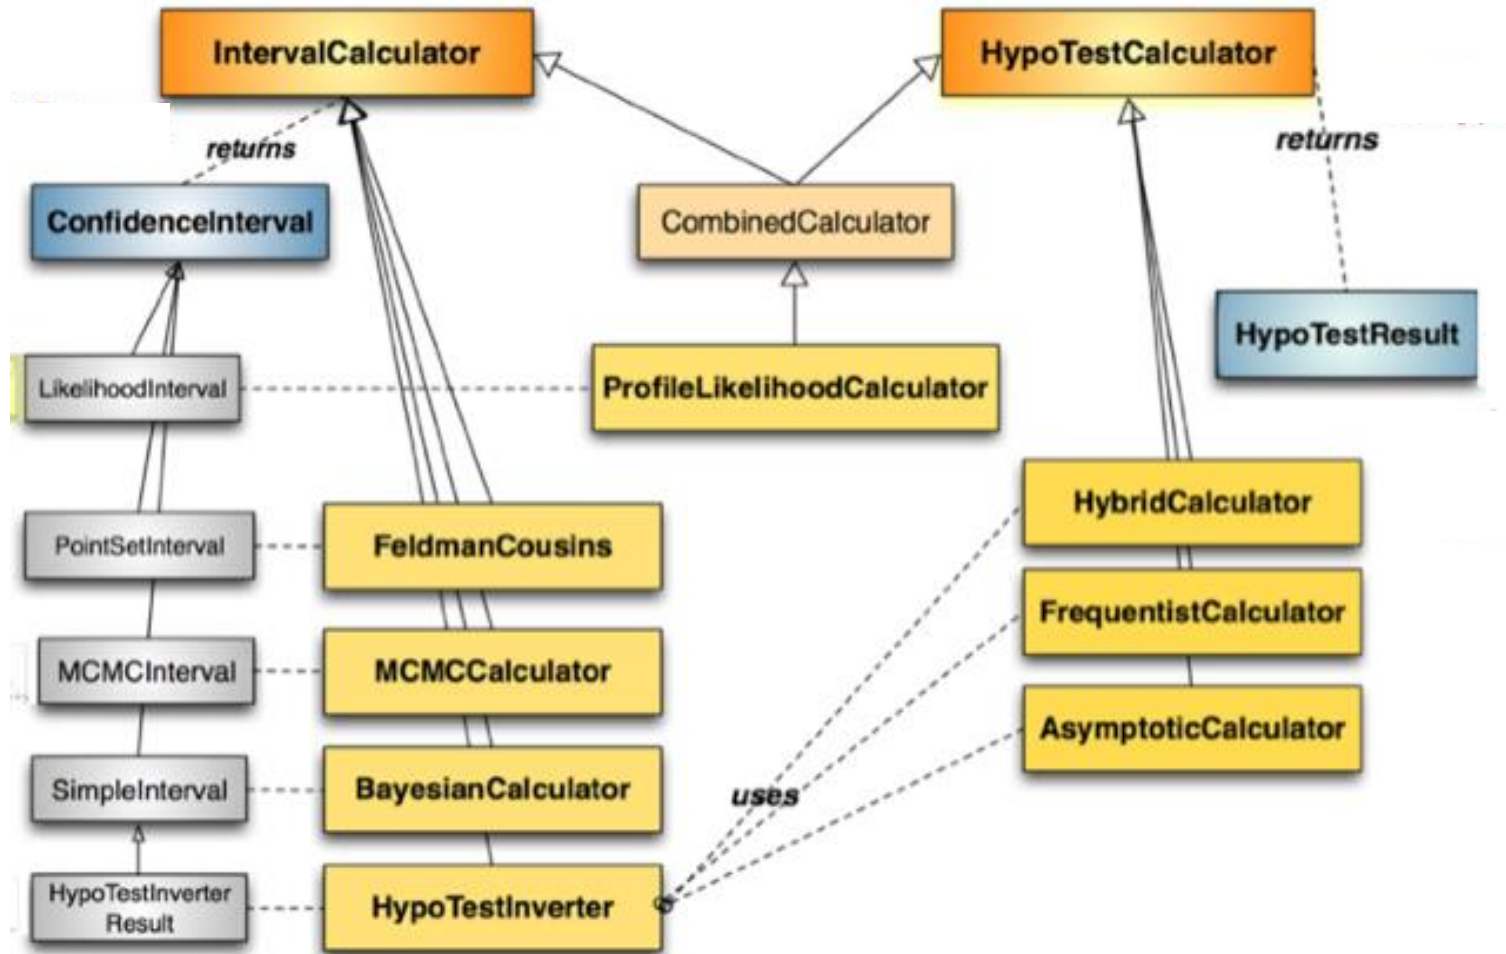 IntervalCalculator
HypoTestCalculator
returns
returns
ConfidenceInterval
CombinedCalculator
HypoTestResult
LikelihoodInterval
ProfileLikelihoodCalculator
HybridCalculator
PointSetInterval
FeldmanCousins
FrequentistCalculator
MCMCInterval
MCMCCalculator
AsymptoticCalculator
SimpleInterval
BayesianCalculator
uses
HypoTestInverter
Result
HypoTestInverter